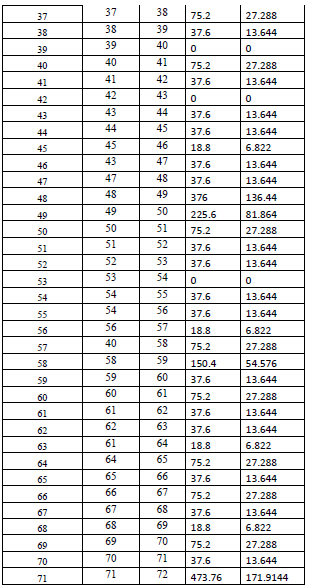 37 37 38 75.2 27.288
38 38 39 37.6 13.644
39 39 40 0 0
40 40 41 75.2 27.288
41 41 42 37.6 13.644
42 42 43 0 0
43 43 44 37.6 13.644
44 44 45 37.6 13.644
45 45 46 18.8 6.822
46 43 47 37.6 13.644
47 47 48 37.6 13.644
48 48 49 376 136.44
49 49 50 225.6 81.864
50 50 51 75.2 27.288
51 51 52 37.6 13.644
52 52 53 37.6 13.644
53 53 54 0 0
54 54 55 37.6 13.644
55 54 56 37.6 13.644
56 56 57 18.8 6.822
57 40 58 75.2 27.288
58 58 59 150.4 54.576
59 59 60 37.6 13.644
60 60 61 75.2 27.288
61 61 62 37.6 13.644
62 62 63 37.6 13.644
63 61 64 18.8 6.822
64 64 65 75.2 27.288
65 65 66 37.6 13.644
66 66 67 75.2 27.288
67 67 68 37.6 13.644
68 68 69 18.8 6.822
69 69 70 75.2 27.288
70 70 71 37.6 13.644
71 71 72 473.76 171.9144